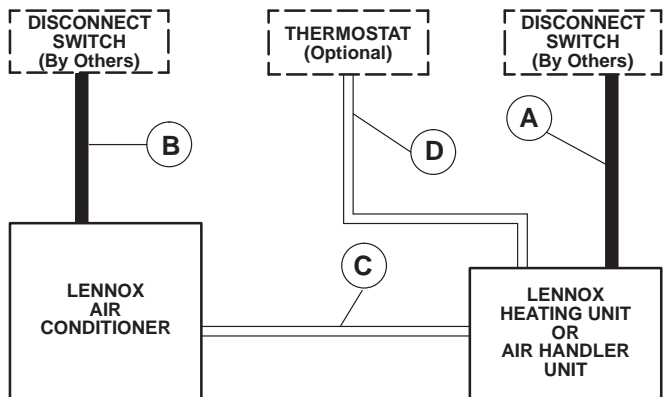 DISCONNECT
SWITCH
(By Others)
THERMOSTAT
(Optional)
DISCONNECT
SWITCH
(By Others)
B
D
A
C
LENNOX
AIR
CONDITIONER
LENNOX
HEATING UNIT
OR
AIR HANDLER
UNIT